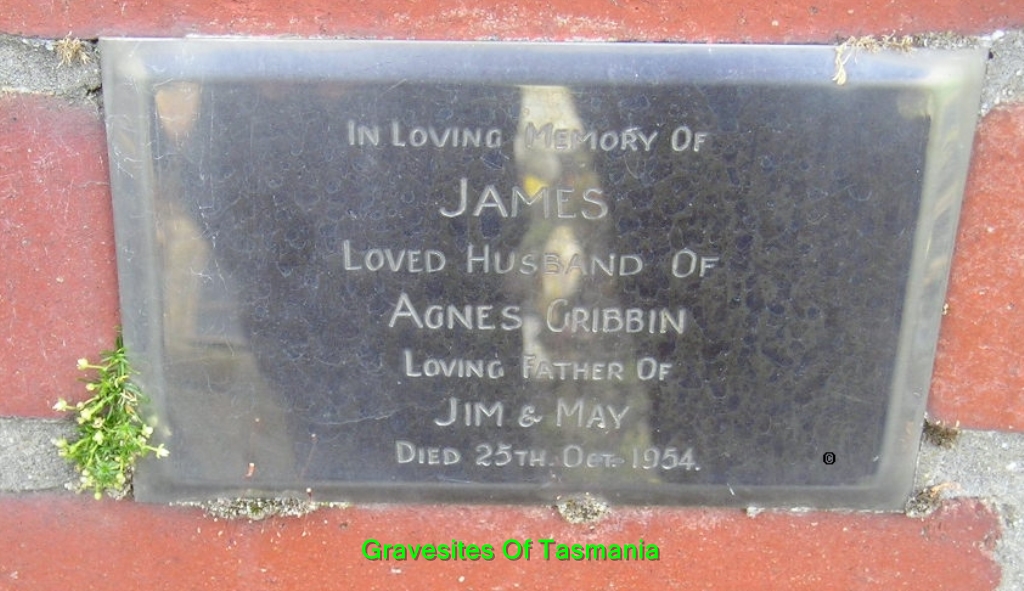 IN LOVING MEMORY OF
JAMES
LOVED HUSBAND OF
AGNES GRIBBIN
LOVING FATHER OF
JIM & MAY
DIED 25TH. OCT. 1954.
©
Gravesites Of Tasmania